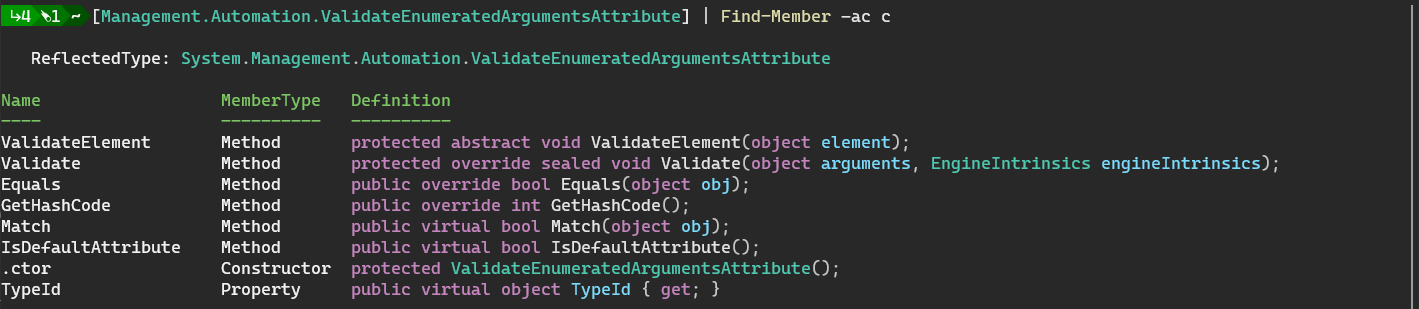 ↳4 1 ~ [Management.Automation.ValidateEnumeratedArgumentsAttribute] | Find-Member -ac c
ReflectedType: System.Management.Automation.ValidateEnumeratedArgumentsAttribute
Name MemberType Definition
---- ---------- ----------
ValidateElement Method protected abstract void ValidateElement(object element);
Validate Method protected override sealed void Validate(object arguments, EngineIntrinsics engineIntrinsics);
Equals Method public override bool Equals(object obj);
GetHashCode Method public override int GetHashCode();
Match Method public virtual bool Match(object obj);
IsDefaultAttribute Method public virtual bool IsDefaultAttribute();
.ctor Constructor protected ValidateEnumeratedArgumentsAttribute();
TypeId Property public virtual object TypeId { get; }